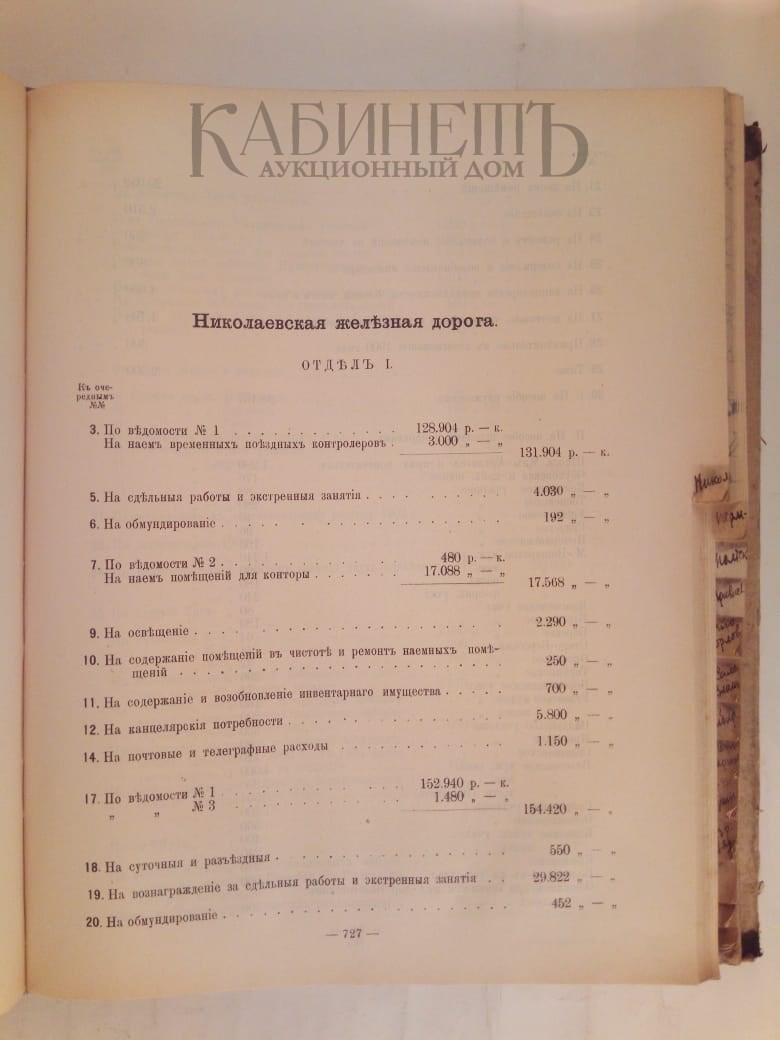 КАБИНЕТЪ
АУКЦИОННЫЙ ДОМ
Николаевская желѣзная дорога.
ОТДѢЛЪ I.
Къ оче-
реднымъ
№№
3. По вѣдомости № 1 . . . . . . . . . . . . 128.904 р. — к.
На наемъ временныхъ поѣздныхъ контролеровъ . 3.000 „ — „
131.904 р. — к.
5. На сдѣльныя работы и экстренныя занятія . . . . . . . . . 4.030 „ — „
6. На обмундированіе . . . . . . . . . . . . . . . . . . . 192 „ — „
7. По вѣдомости № 2 . . . . . . . . . . . . . 480 р. — к.
На наемъ помѣщеній для конторы . . . . . . . 17.088 „ — „
17.568 „ — „
9. На освѣщеніе . . . . . . . . . . . . . . . . . . . . 2.290 „ — „
10. На содержаніе помѣщеній въ чистотѣ и ремонтъ наемныхъ помѣ-
щеній . . . . . . . . . . . . . . . . . . . . . 250 „ — „
11. На содержаніе и возобновленіе инвентарнаго имущества . . . . . 700 „ — „
12. На канцелярскія потребности . . . . . . . . . . . . . . 5.800 „ — „
14. На почтовые и телеграфные расходы . . . . . . . . . . . 1.150 „ — „
17. По вѣдомости № 1 . . . . . . . . . . . . 152.940 р. — к.
„ „ № 3 . . . . . . . . . . . . 1.480 „ — „
154.420 „ — „
18. На суточныя и разъѣздныя . . . . . . . . . . . . . . . 550 „ — „
19. На вознагражденіе за сдѣльныя работы и экстренныя занятія . . 29.822 „ — „
20. На обмундированіе . . . . . . . . . . . . . . . . . . . 452 „ — „
— 727 —
Никол